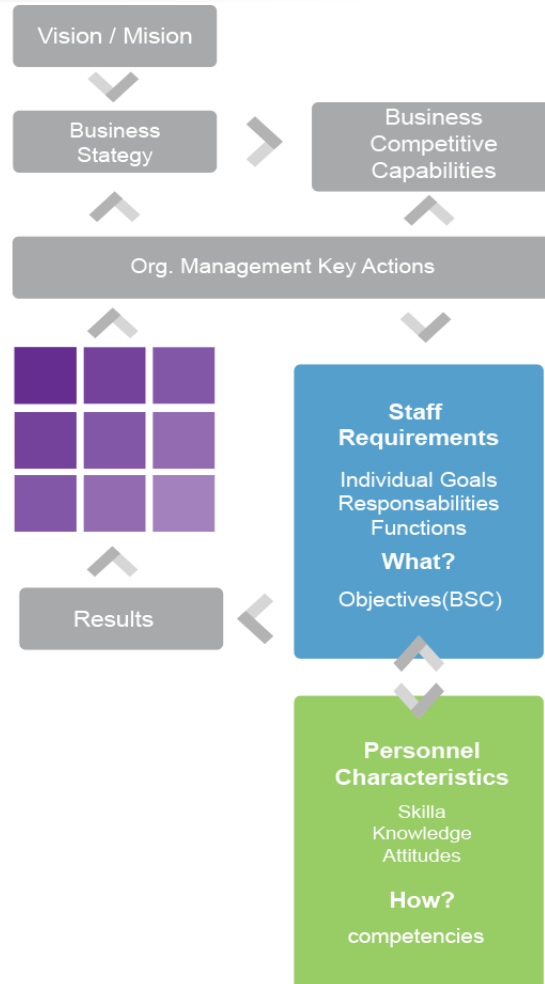 Vision / Mision
Business
Stategy
Business
Competitive
Capabilities
Org. Management Key Actions
Staff
Requirements
Individual Goals
Responsabilities
Functions
What?
Objectives(BSC)
Results
Personnel
Characteristics
Skilla
Knowledge
Attitudes
How?
competencies